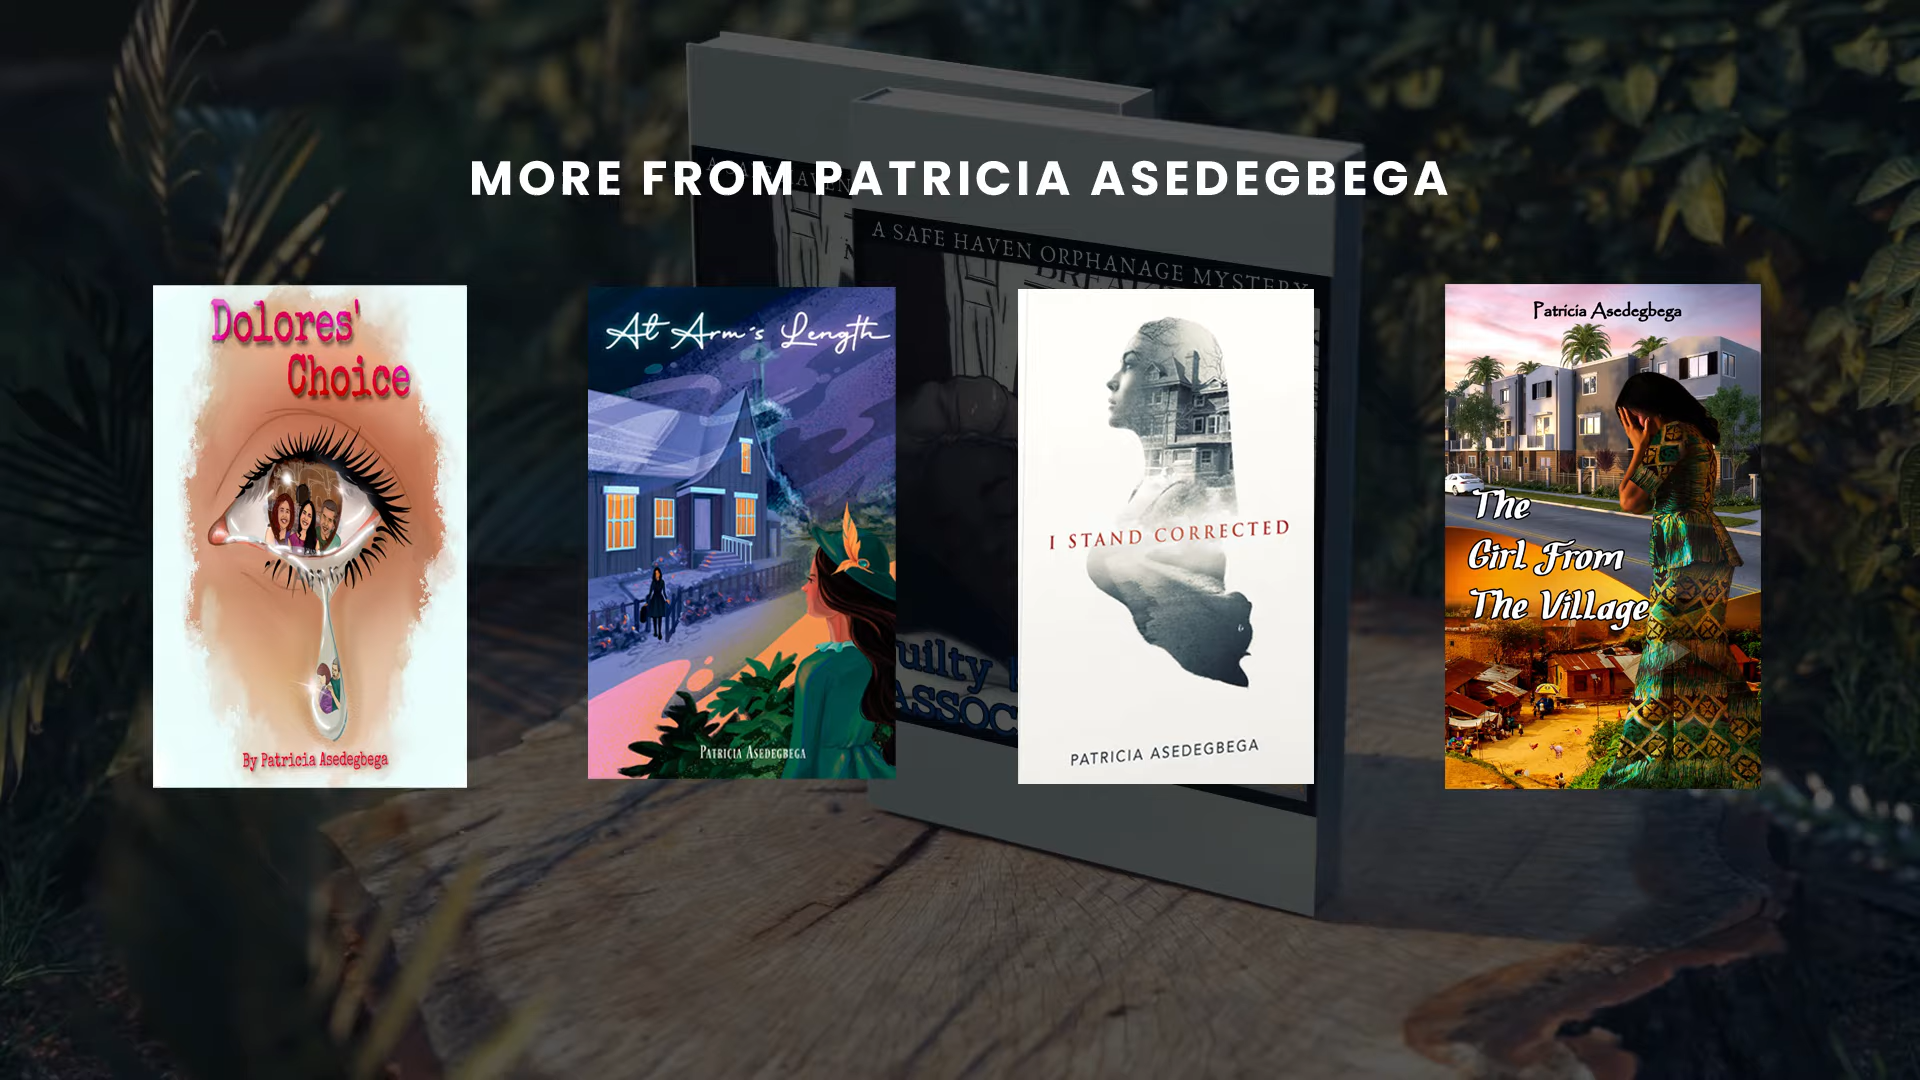 MORE FROM PATRICIA ASEDEGBEGA
A SAFE HAVEN ORPHANAGE MYSTERY
Dolores'
Choice
By Patricia Asedegbega
At Arm's Length
Patricia Asedegbega
I STAND CORRECTED
PATRICIA ASEDEGBEGA
Patricia Asedegbega
The
Girl From
The Village